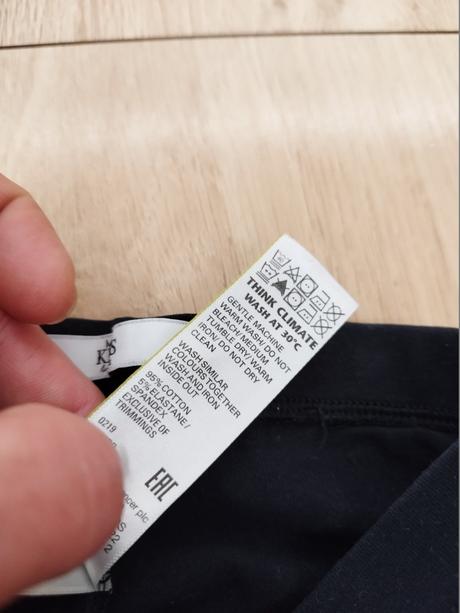 THINK CLIMATE
WASH AT 30°C
GENTLE MACHINE
WARM WASH/ DO NOT
BLEACH/MEDIUM
TUMBLE DRY/ WARM
IRON/ DO NOT DRY
CLEAN
WASH SIMILAR
COLOURS TOGETHER
WASH AND IRON
INSIDE OUT
95% COTTON
5% ELASTANE/
SPANDEX
EXCLUSIVE OF
TRIMMINGS
0219
EAC
plc